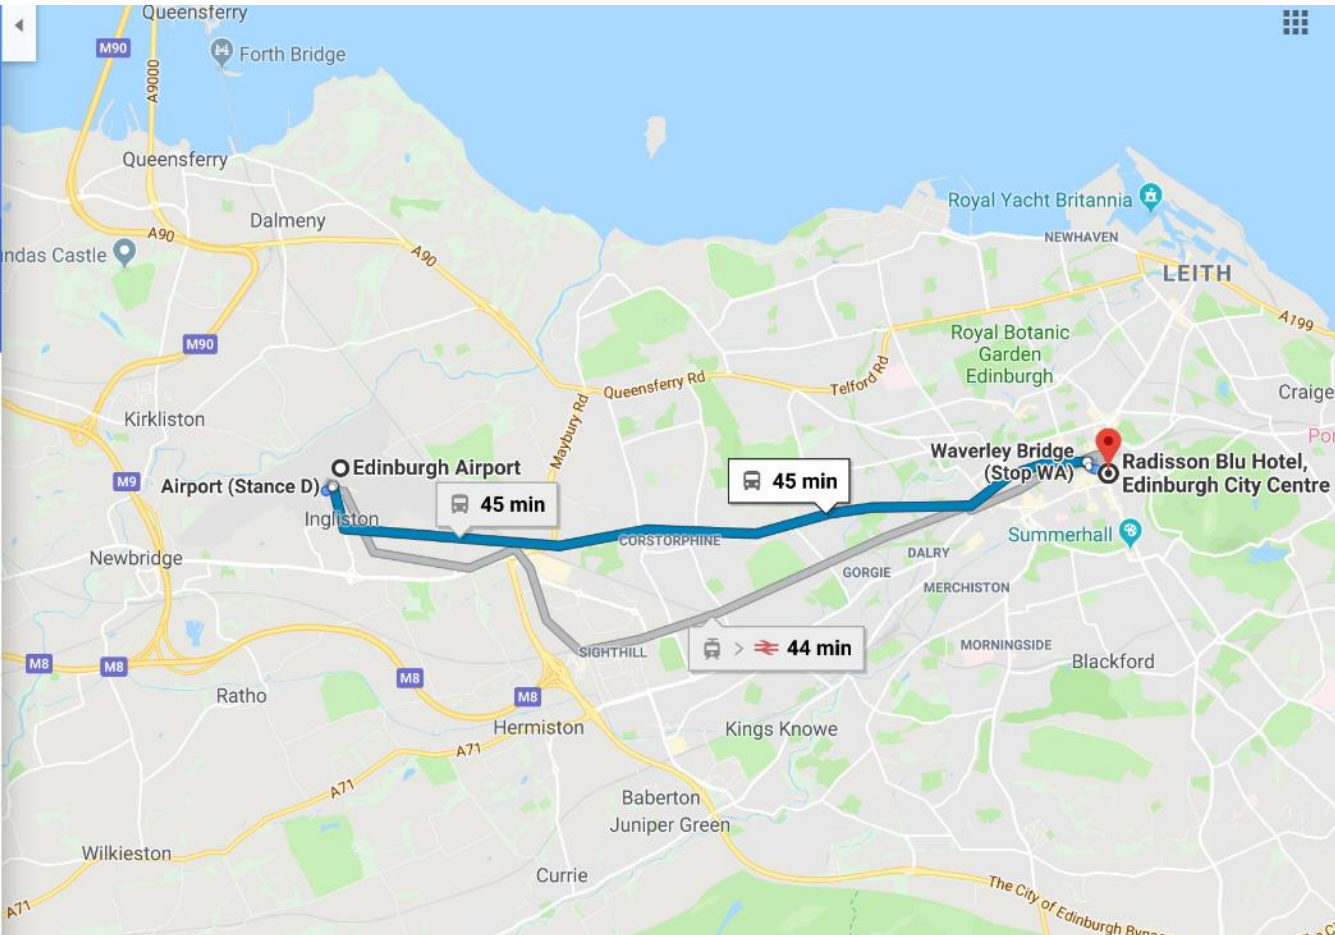 Queensferry
M90
Forth Bridge
A9000
Queensferry
Royal Yacht Britannia
Dalmeny
A90
NEWHAVEN
ndas Castle
A90
LEITH
M90
A199
Royal Botanic
Garden
Edinburgh
Telford Rd
Queensferry Rd
Craige
Kirkliston
Maybury Rd
Por
Waverley Bridge
(Stop WA)
Edinburgh Airport
Radisson Blu Hotel,
Edinburgh City Centre
M9
Airport (Stance D)
45 min
45 min
Ingliston
CORSTORPHINE
Summerhall
Newbridge
DALRY
GORGIE
MERCHISTON
SIGHTHILL
> 44 min
MORNINGSIDE
Blackford
M8
M8
M8
Ratho
M8
Hermiston
Kings Knowe
A71
A71
Baberton
Juniper Green
Wilkieston
Currie
The City of Edinburgh Bypas
A71
The C